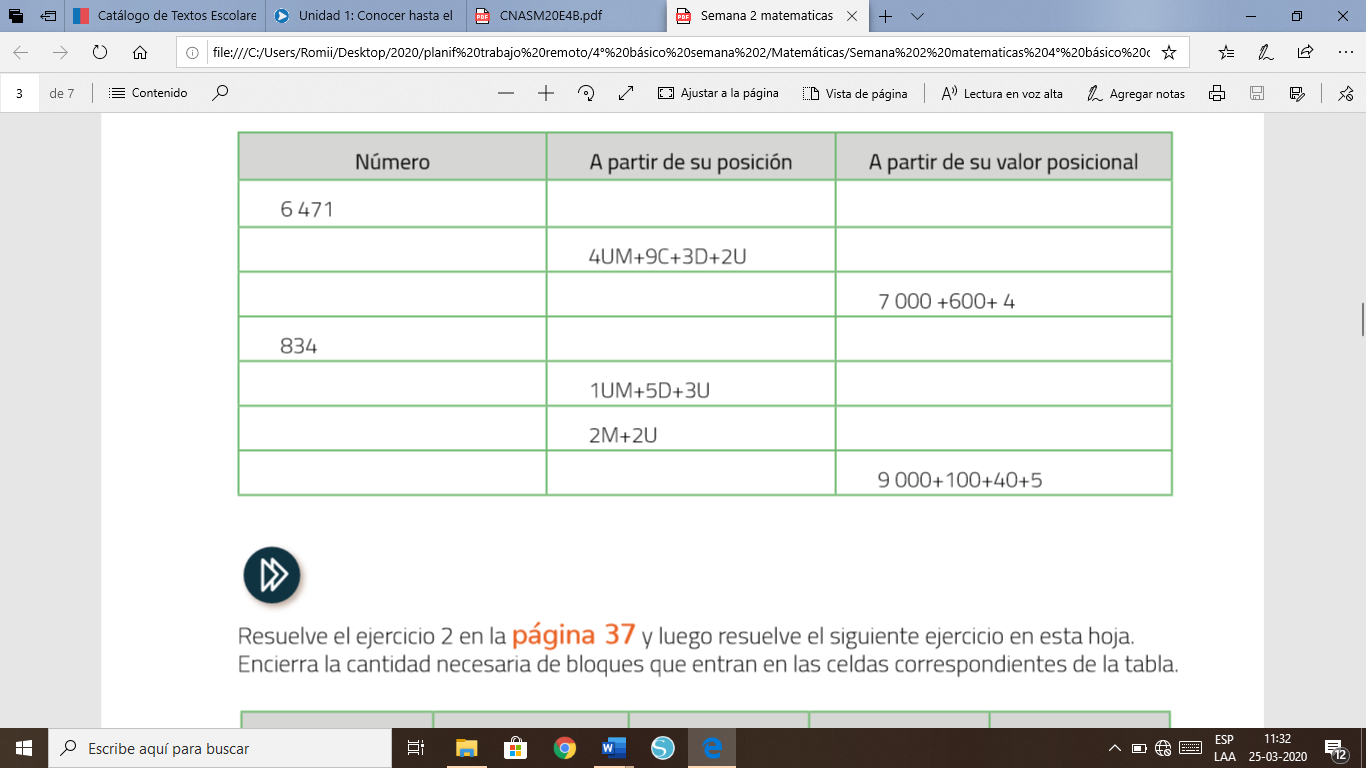 Catálogo de Textos Escolare
Unidad 1: Conocer hasta el
CNASM20E4B.pdf
Semana 2 matematicas
file:///C:/Users/Romii/Desktop/2020/planif%20trabajo%20remoto/4°%20básico%20semana%202/Matemáticas/Semana%202%20matematicas%204°%20básico%20c
3 de 7 Contenido Ajustar a la página Vista de página Lectura en voz alta Agregar notas
Número A partir de su posición A partir de su valor posicional
6 471
4UM+9C+3D+2U
7 000 +600+ 4
834
1UM+5D+3U
2M+2U
9 000+100+40+5
Resuelve el ejercicio 2 en la página 37 y luego resuelve el siguiente ejercicio en esta hoja.
Encierra la cantidad necesaria de bloques que entran en las celdas correspondientes de la tabla.
Escribe aquí para buscar
ESP
LAA
11:32
25-03-2020
12